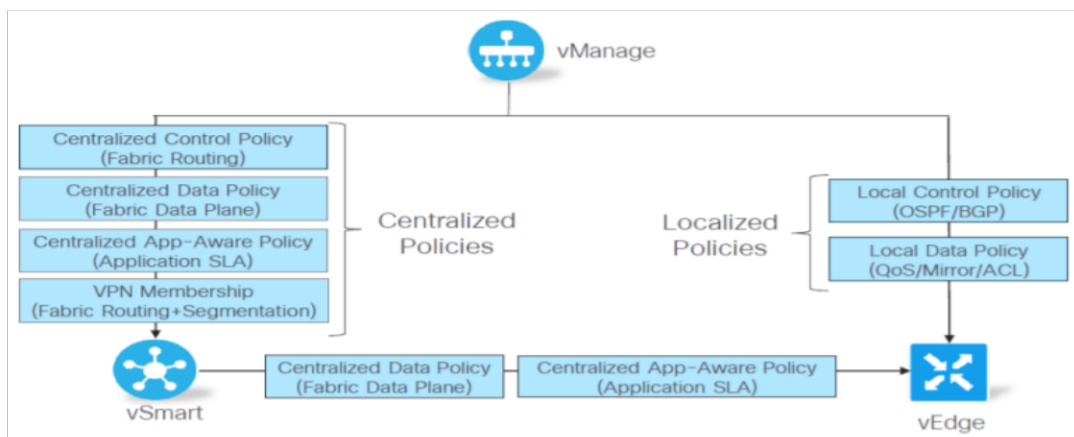 vManage
Centralized Control Policy
(Fabric Routing)
Centralized Data Policy
(Fabric Data Plane)
Centralized App-Aware Policy
(Application SLA)
VPN Membership
(Fabric Routing+Segmentation)
Centralized
Policies
Localized
Policies
Local Control Policy
(OSPF/BGP)
Local Data Policy
(QoS/Mirror/ACL)
vSmart
Centralized Data Policy
(Fabric Data Plane)
Centralized App-Aware Policy
(Application SLA)
vEdge